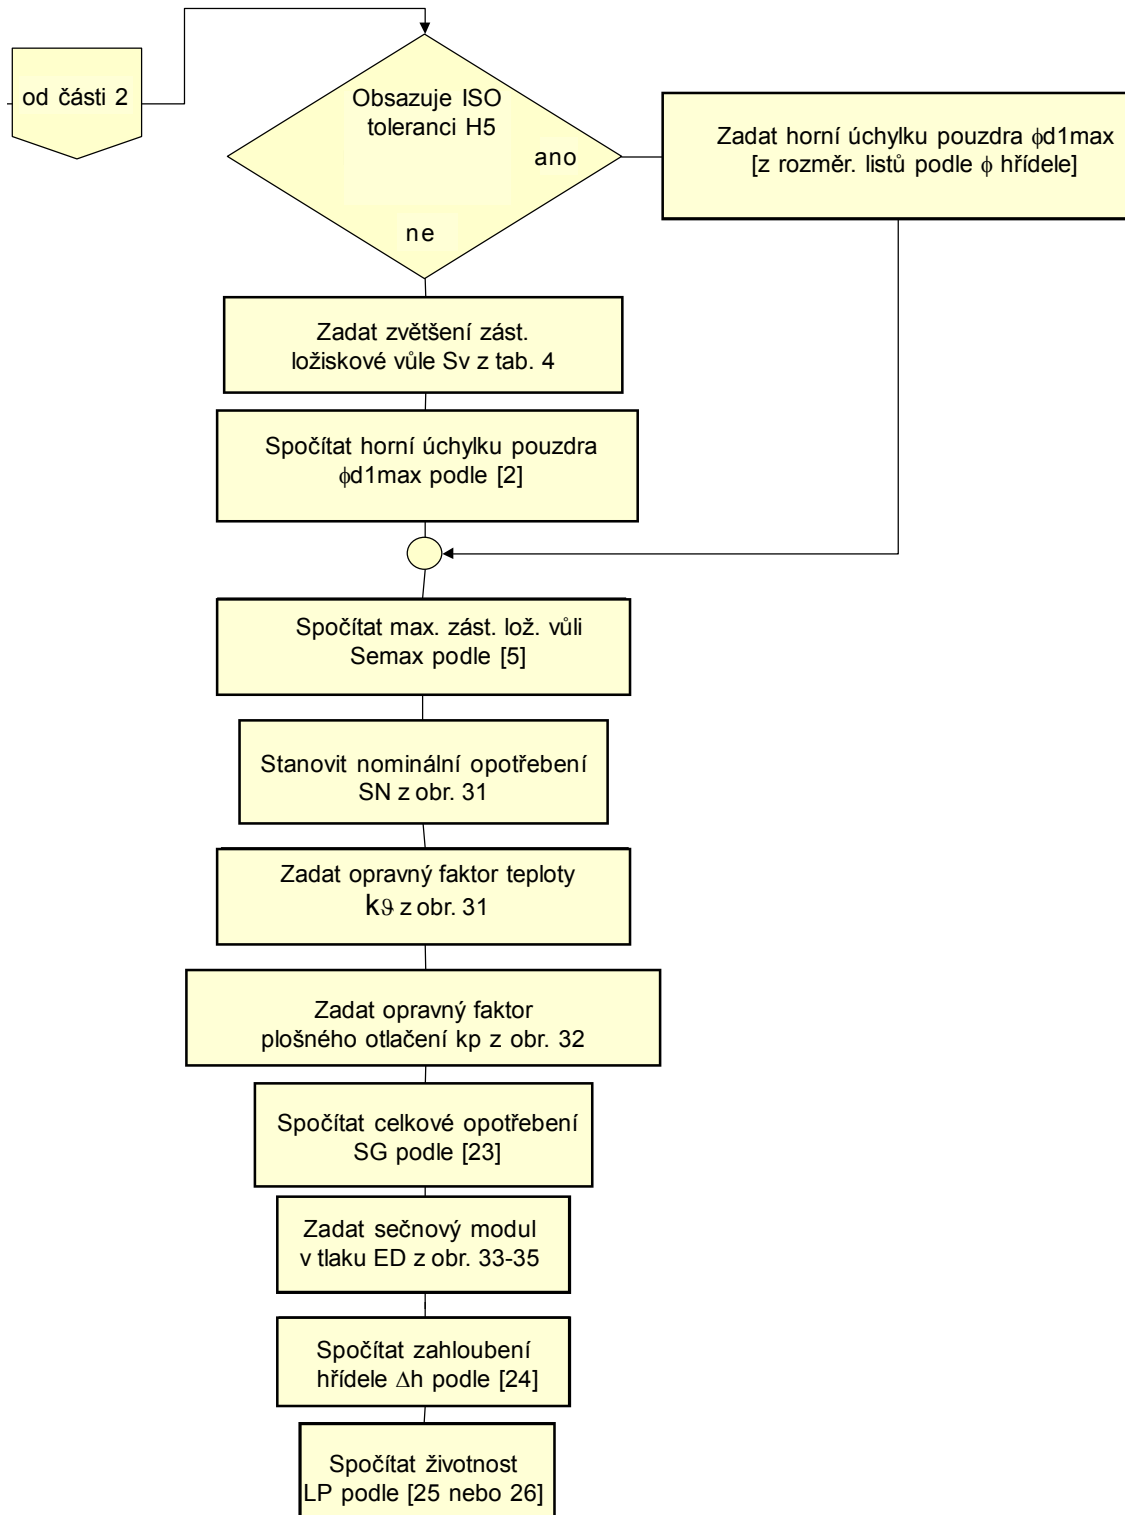 od části 2
Obsazuje ISO
toleranci H5
ano
ne
Zadat horní úchylku pouzdra ϕd1max
[z rozměr. listů podle ϕ hřídele]
Zadat zvětšení zást.
ložiskové vůle Sv z tab. 4
Spočítat horní úchylku pouzdra
ϕd1max podle [2]
Spočítat max. zást. lož. vůli
Semax podle [5]
Stanovit nominální opotřebení
SN z obr. 31
Zadat opravný faktor teploty
kϑ z obr. 31
Zadat opravný faktor
plošného otlačení kp z obr. 32
Spočítat celkové opotřebení
SG podle [23]
Zadat sečnový modul
v tlaku ED z obr. 33-35
Spočítat zahloubení
hřídele Δh podle [24]
Spočítat životnost
LP podle [25 nebo 26]